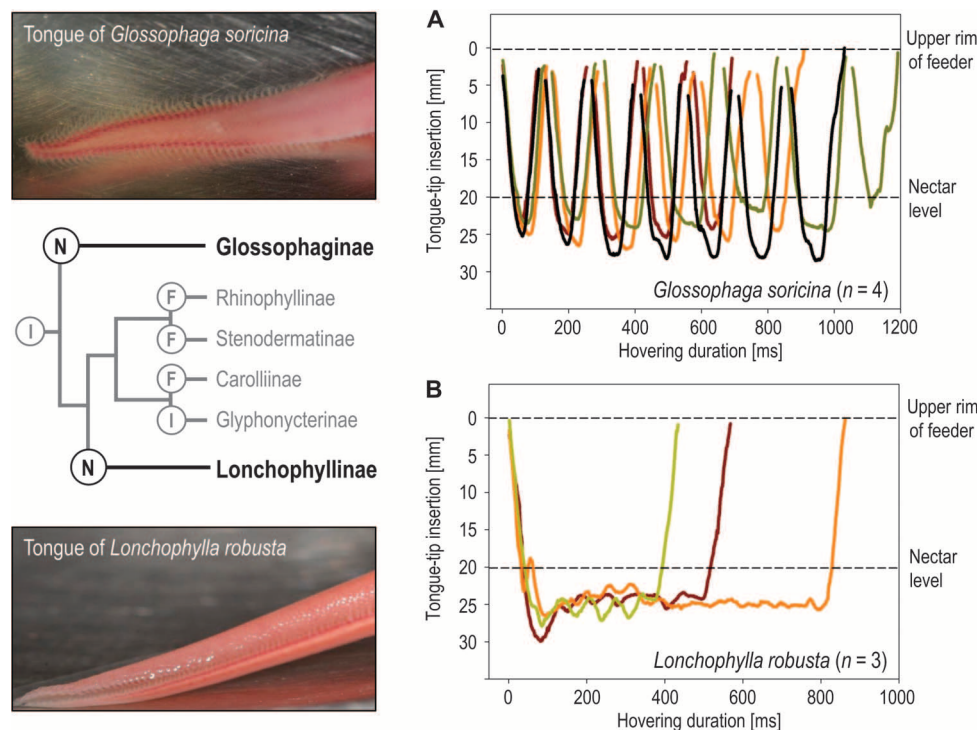 Tongue of Glossophaga soricina
N
Glossophaginae
I
F
Rhinophyllinae
F
Stenodermatinae
F
Carolliinae
I
Glyphonycterinae
N
Lonchophyllinae
Tongue of Lonchophylla robusta
A
Tongue-tip insertion [mm]
0
5
10
15
20
25
30
Upper rim
of feeder
Nectar
level
Glossophaga soricina (n = 4)
0 200 400 600 800 1000 1200
Hovering duration [ms]
B
Tongue-tip insertion [mm]
0
5
10
15
20
25
30
Upper rim
of feeder
Nectar
level
Lonchophylla robusta (n = 3)
0 200 400 600 800 1000
Hovering duration [ms]